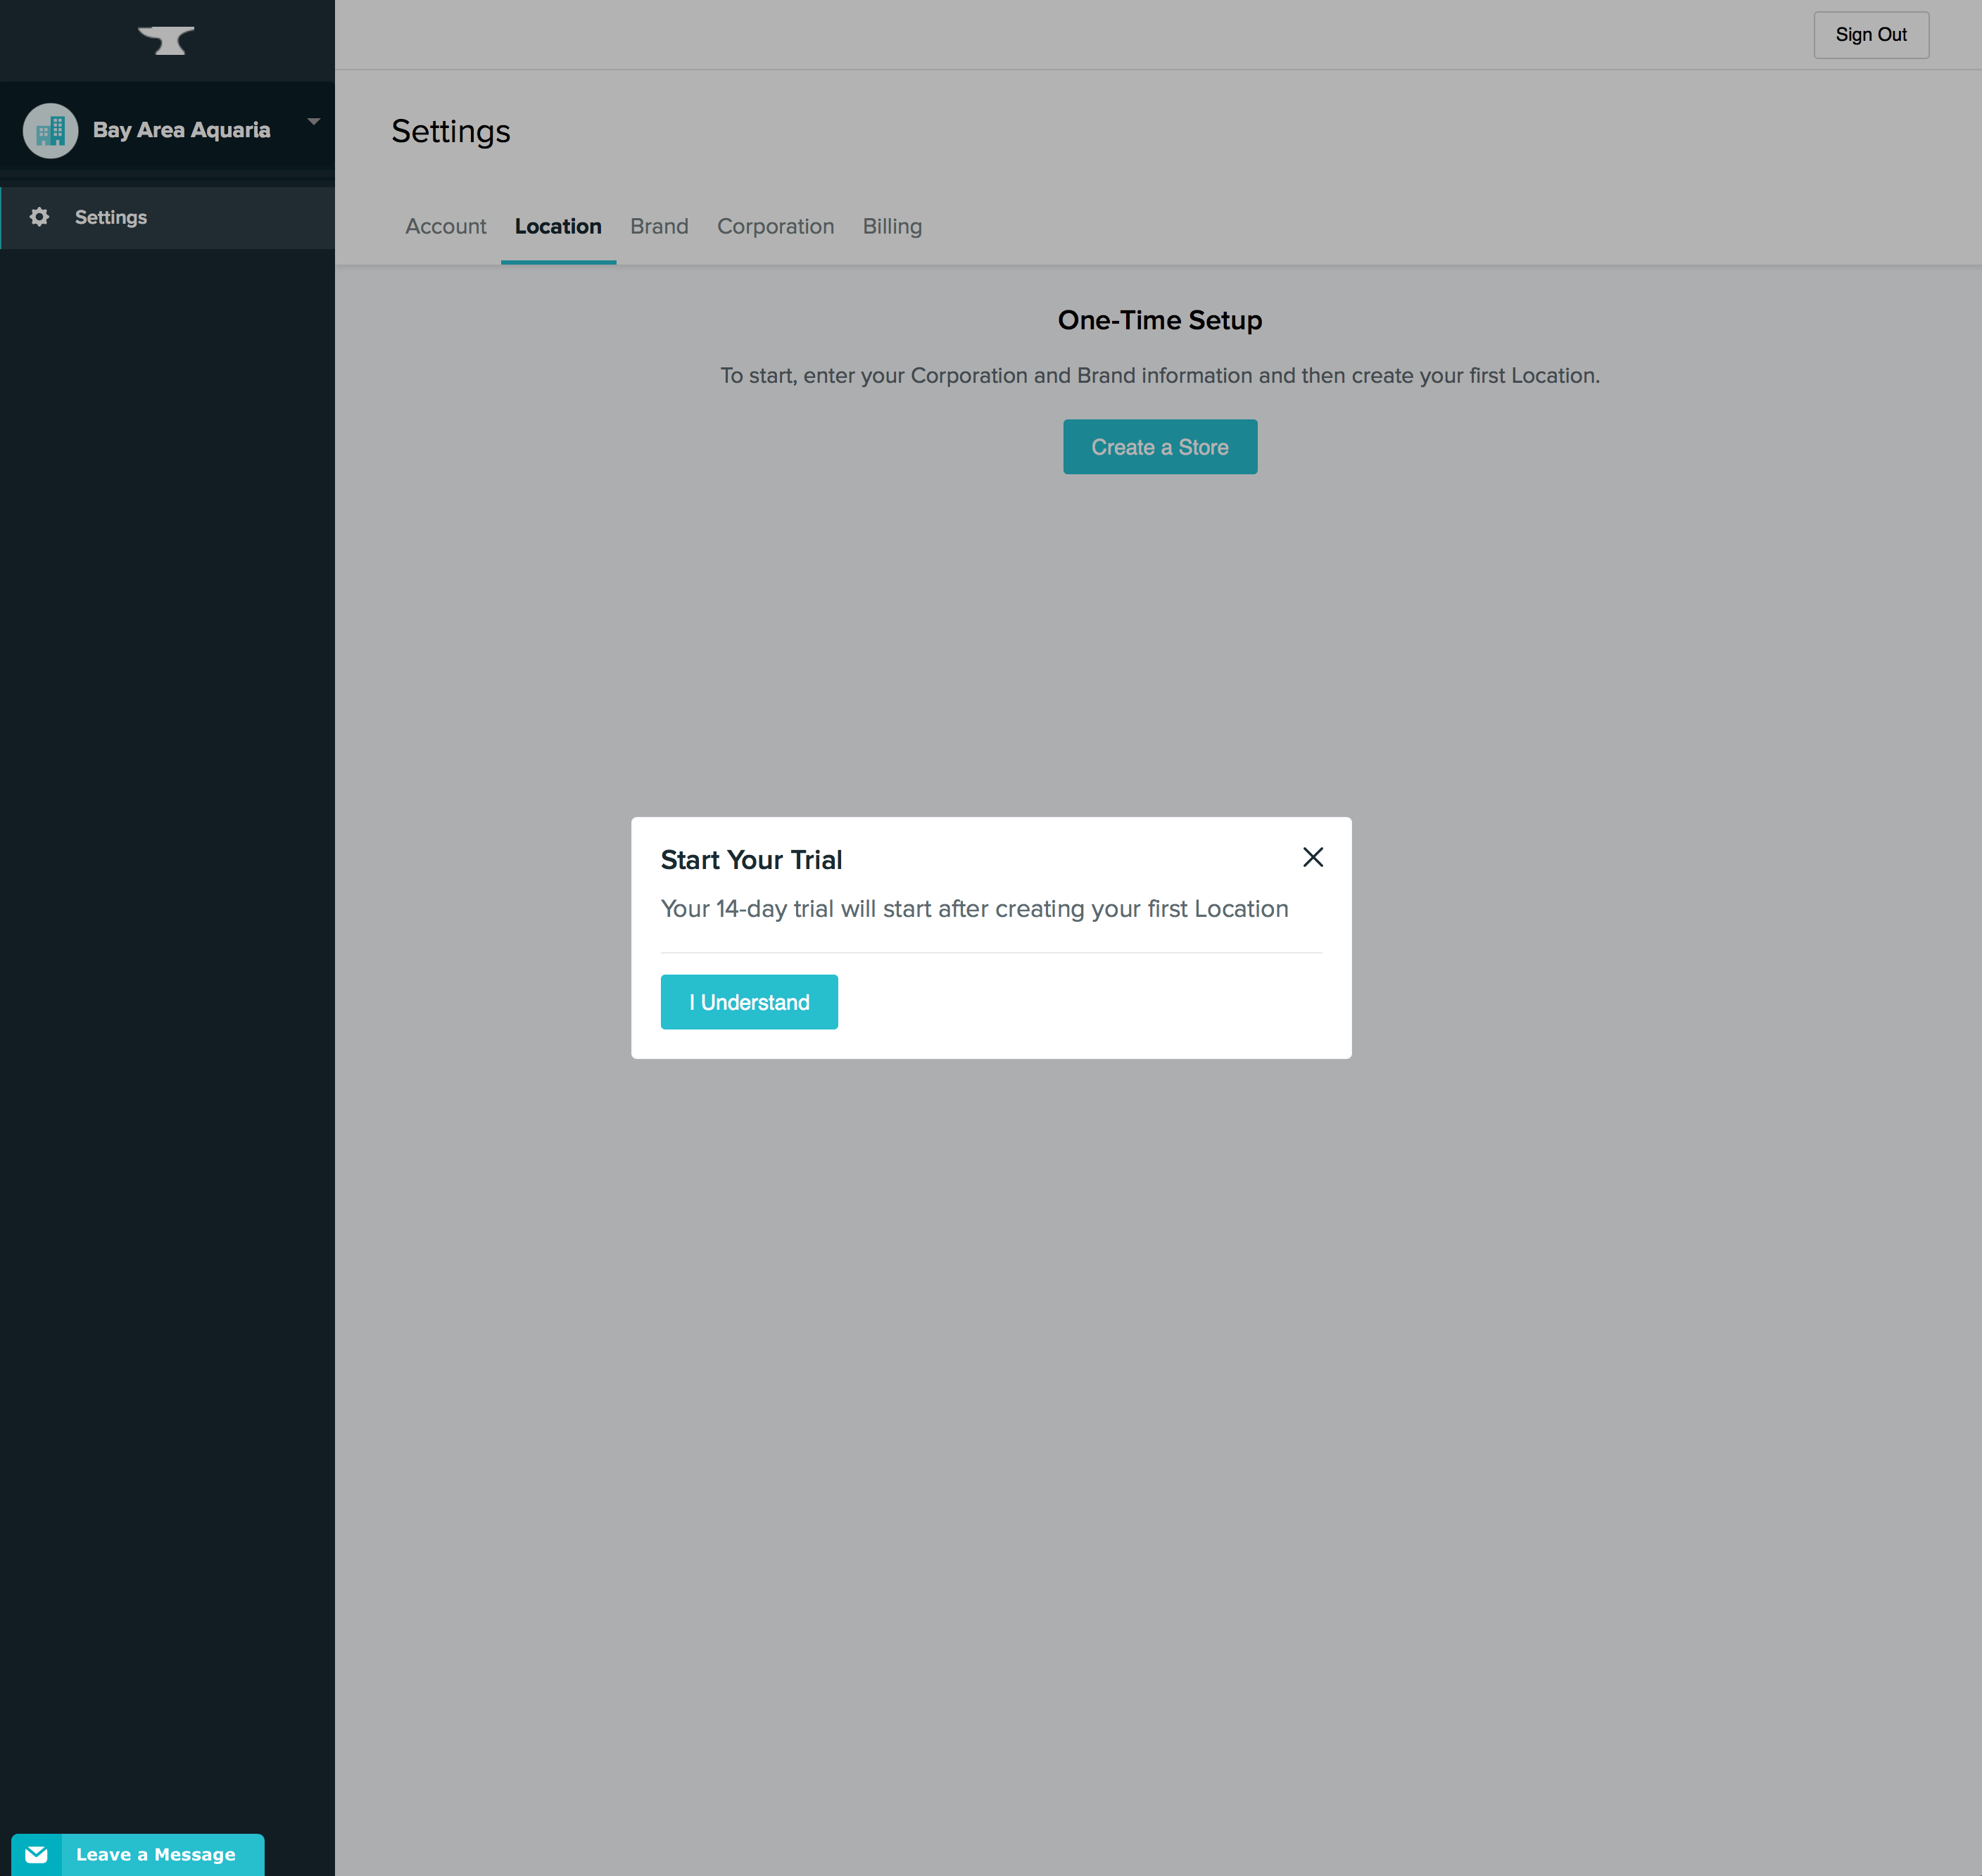 Sign Out
Bay Area Aquaria
Settings
Settings
Account Location Brand Corporation Billing
One-Time Setup
To start, enter your Corporation and Brand information and then create your first Location.
Create a Store
Start Your Trial
Your 14-day trial will start after creating your first Location
I Understand
Leave a Message